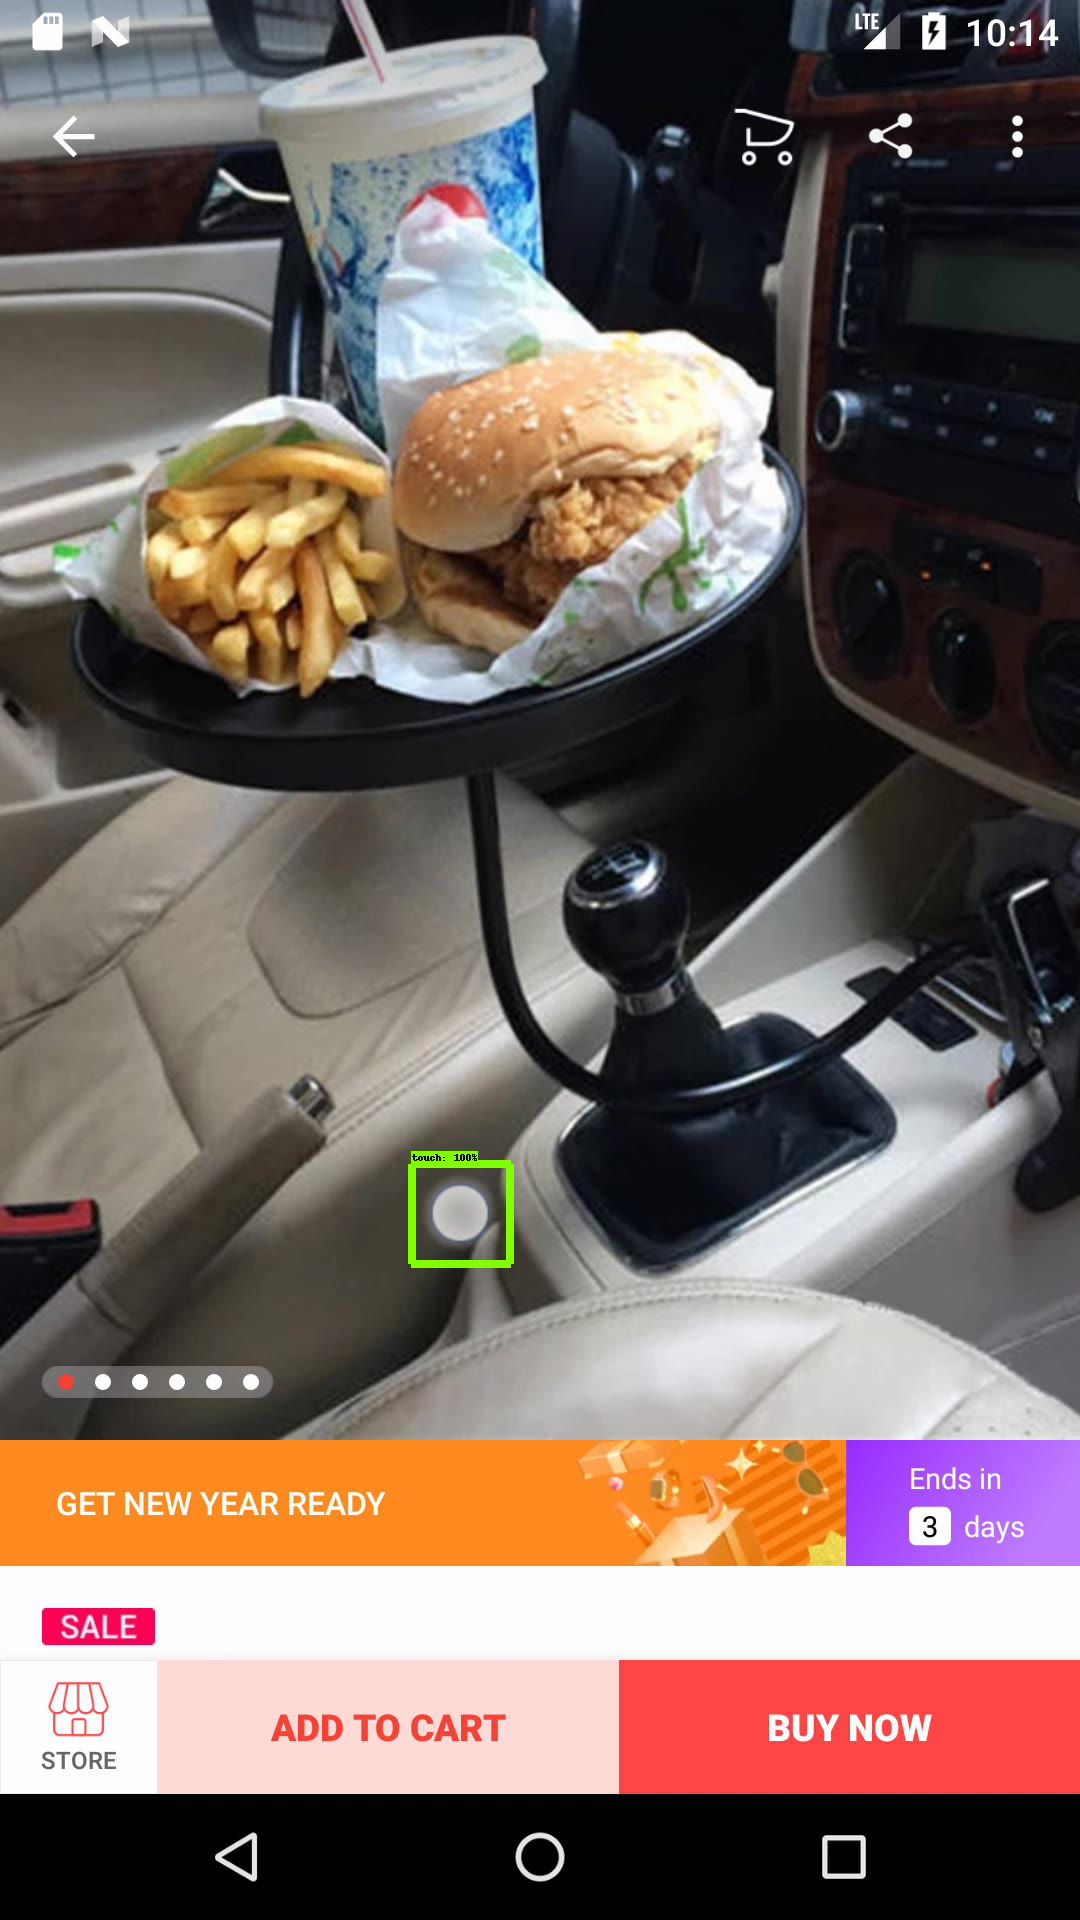 LTE
10:14
touch: 100%
GET NEW YEAR READY
Ends in
3 days
SALE
STORE
ADD TO CART
BUY NOW